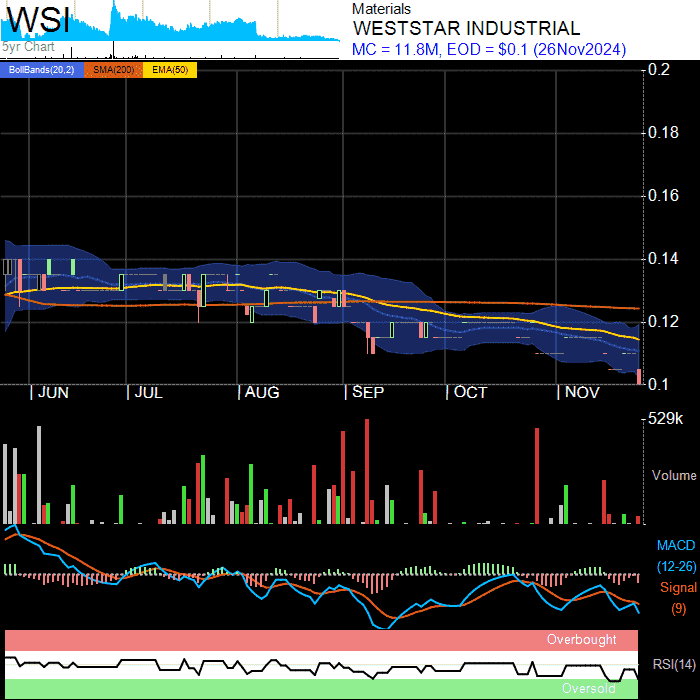 WSI
5yr Chart
Materials
WESTSTAR INDUSTRIAL
MC = 11.8M, EOD = $0.1 (26Nov2024)
BollBands(20,2) SMA(200) EMA(50)
0.2
0.18
0.16
0.14
0.12
0.1
JUN JUL AUG SEP OCT NOV
529k
Volume
MACD
(12-26)
Signal
(9)
Overbought
RSI(14)
Oversold